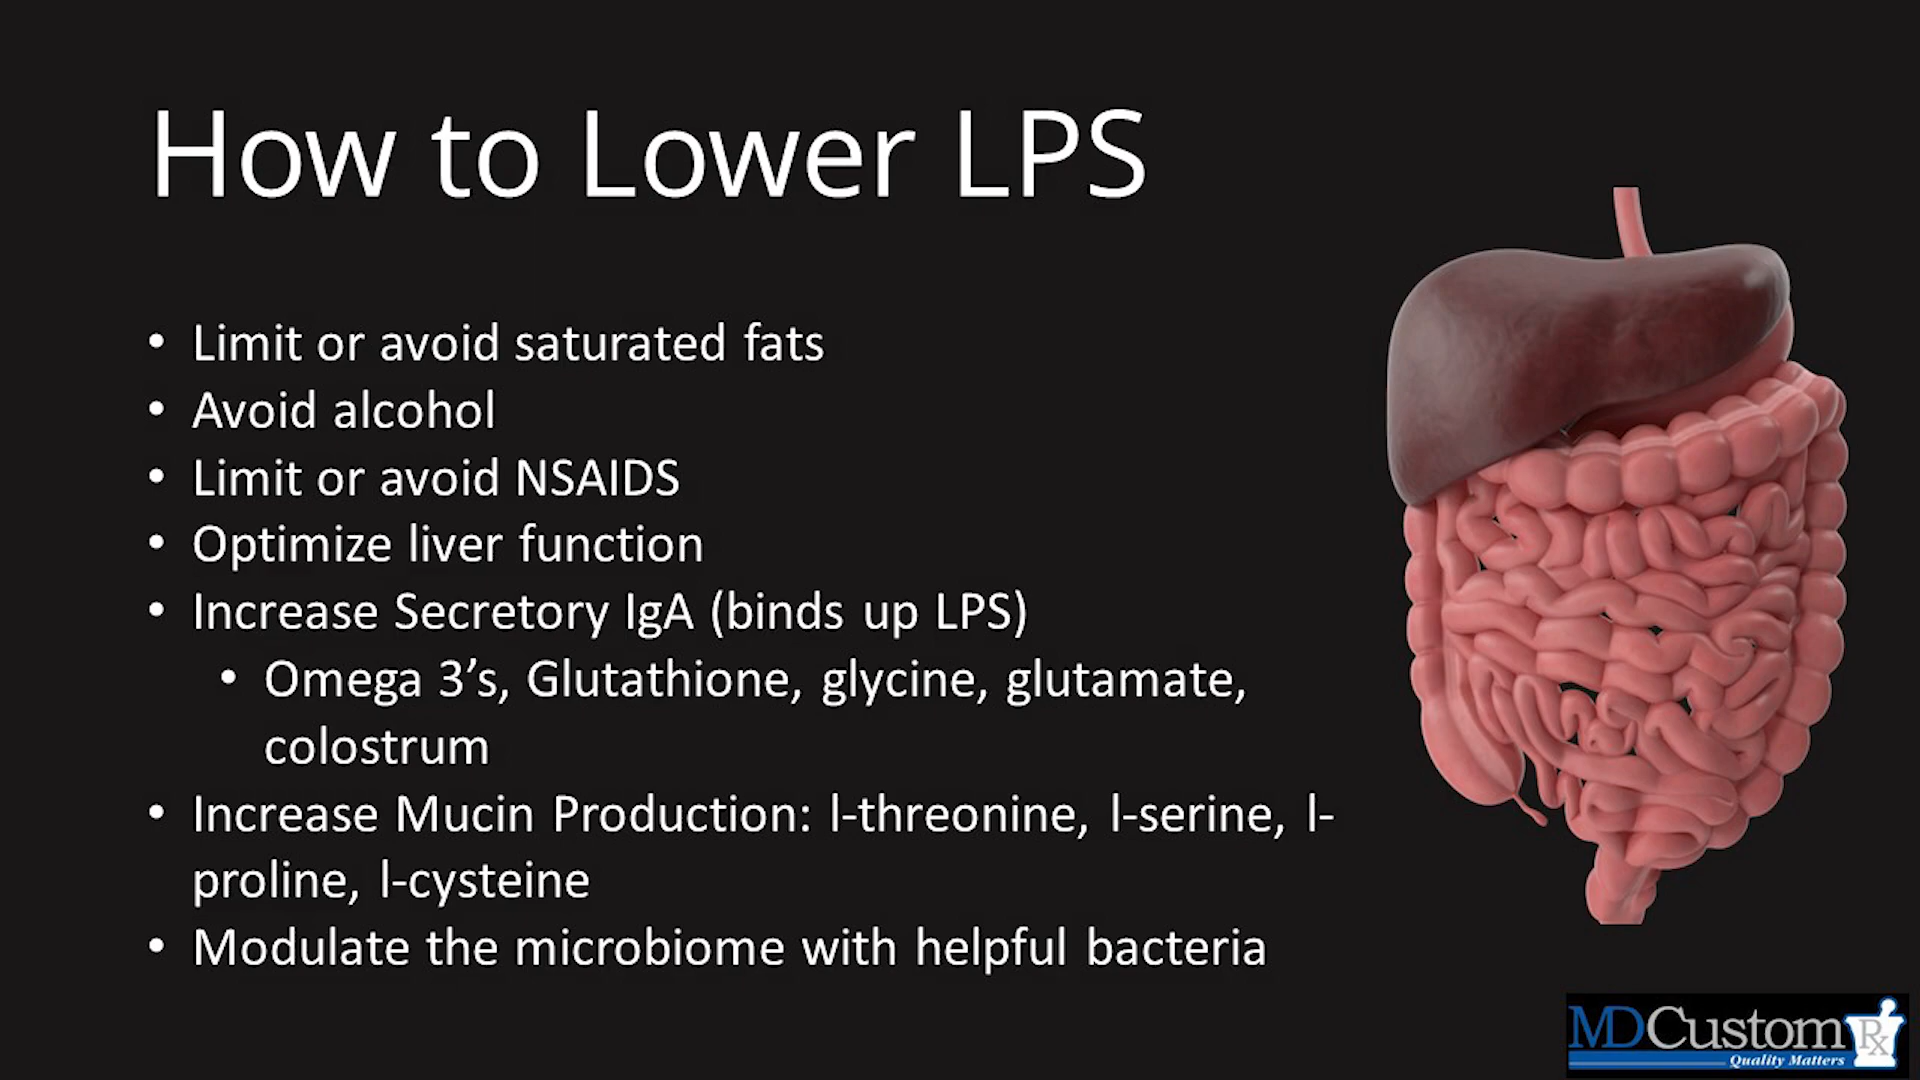 How to Lower LPS
• Limit or avoid saturated fats
• Avoid alcohol
• Limit or avoid NSAIDS
• Optimize liver function
• Increase Secretory IgA (binds up LPS)
• Omega 3’s, Glutathione, glycine, glutamate,
colostrum
• Increase Mucin Production: l-threonine, l-serine, l-
proline, l-cysteine
• Modulate the microbiome with helpful bacteria
MDCustom Rx
Quality Matters